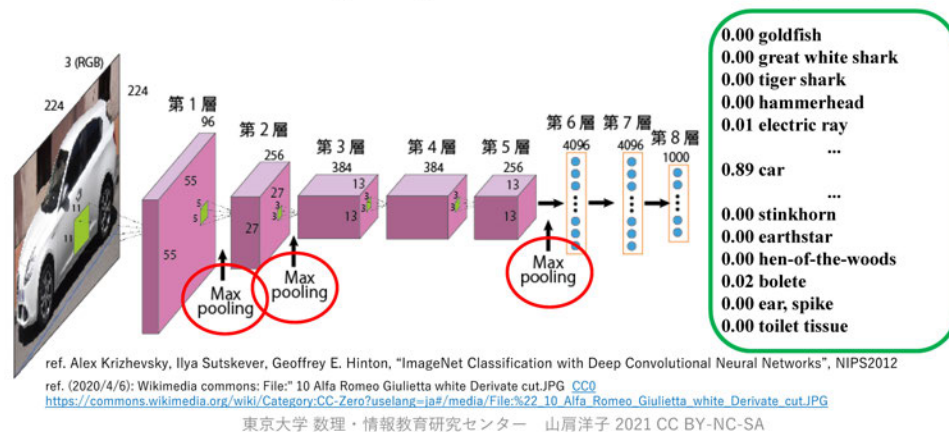 3 (RGB)
224
224
11
11
第1層
96
55
55
5
5
Max pooling
第2層
256
27
27
3
3
Max pooling
第3層
384
13
13
3
3
第4層
384
3
3
第5層
256
13
13
Max pooling
第6層
4096
第7層
4096
第8層
1000
0.00 goldfish
0.00 great white shark
0.00 tiger shark
0.00 hammerhead
0.01 electric ray
...
0.89 car
...
0.00 stinkhorn
0.00 earthstar
0.00 hen-of-the-woods
0.02 bolete
0.00 ear, spike
0.00 toilet tissue
ref. Alex Krizhevsky, Ilya Sutskever, Geoffrey E. Hinton, “ImageNet Classification with Deep Convolutional Neural Networks”, NIPS2012
ref. (2020/4/6): Wikimedia commons: File:” 10 Alfa Romeo Giulietta white Derivate cut.JPG CC0
https://commons.wikimedia.org/wiki/Category:CC-Zero?uselang=ja#/media/File:%22_10_Alfa_Romeo_Giulietta_white_Derivate_cut.JPG
東京大学 数理・情報教育研究センター 山肩洋子 2021 CC BY-NC-SA